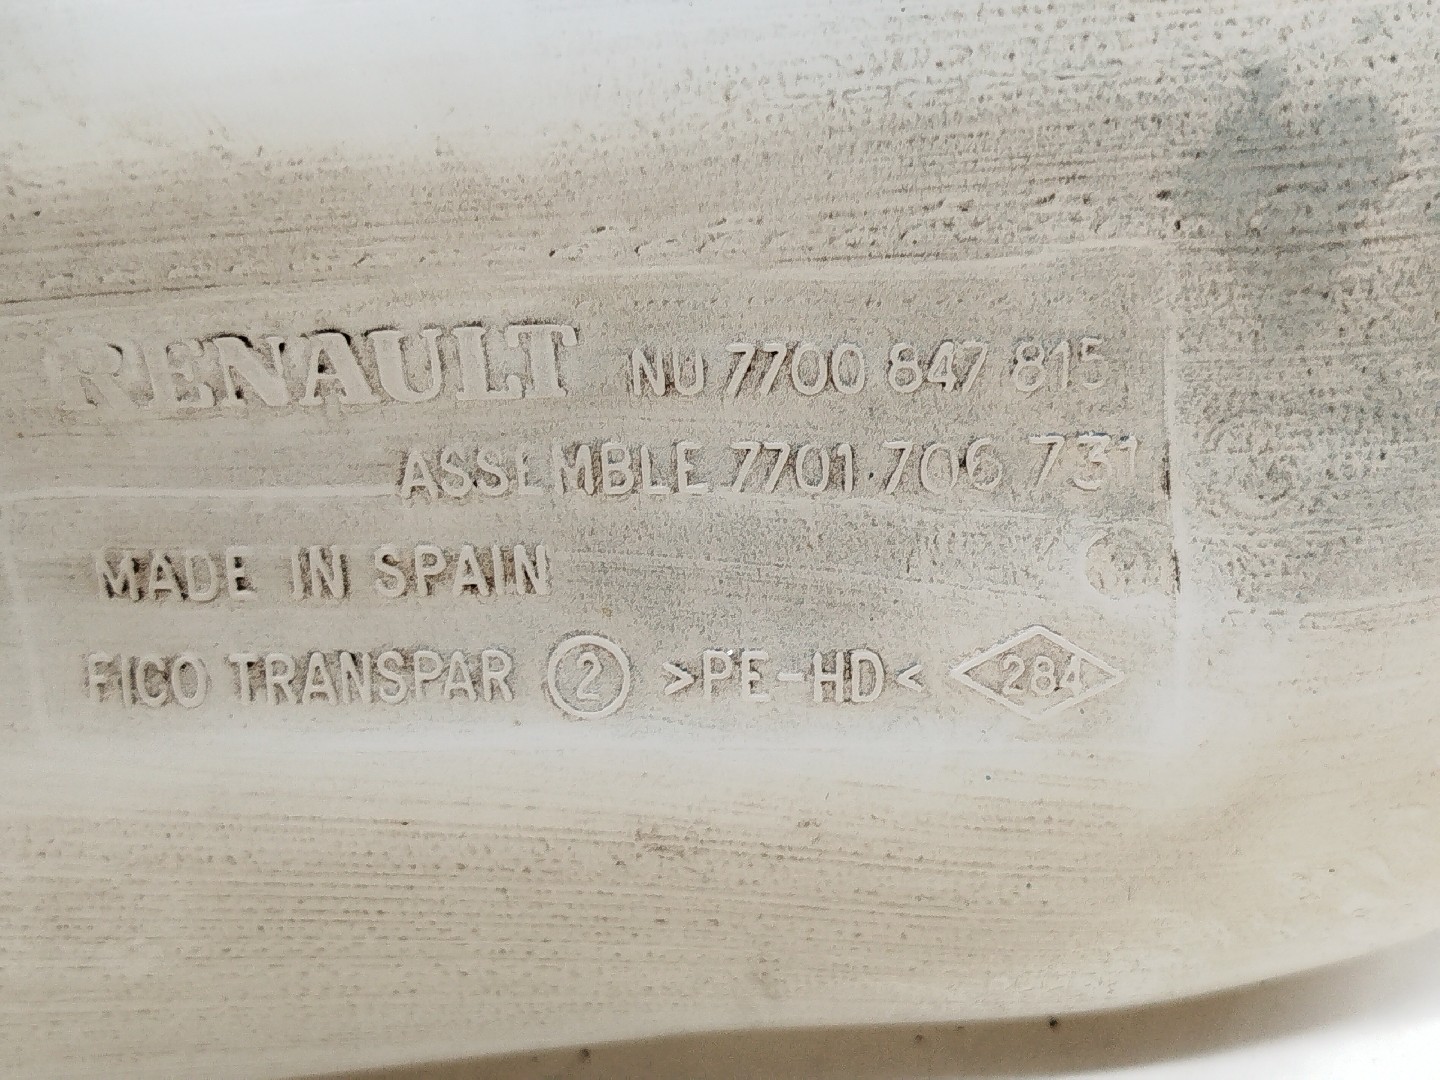 RENAULT NU 7700 847 815
ASSEMBLE 7701 706 731
MADE IN SPAIN
FICO TRANSPAR 2 >PE-HD< 284